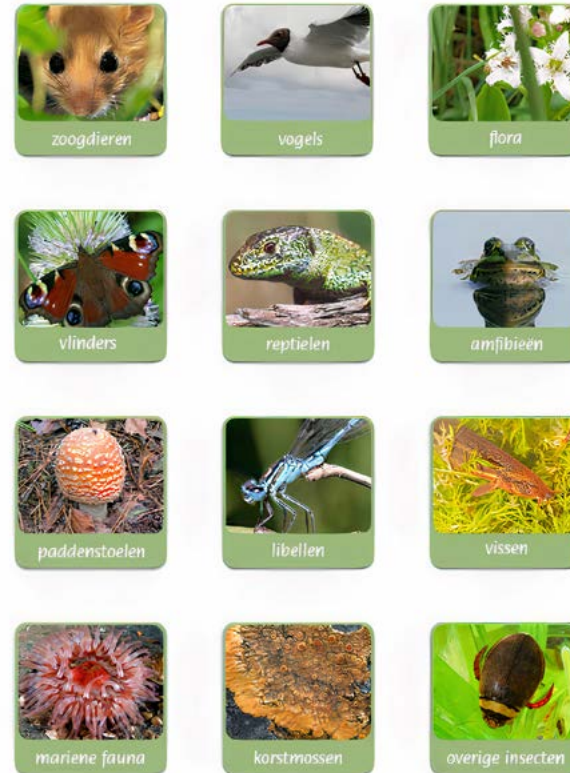 zoogdieren
vogels
flora
vlinders
reptielen
amfibieën
paddenstoelen
libellen
vissen
mariene fauna
korstmossen
overige insecten